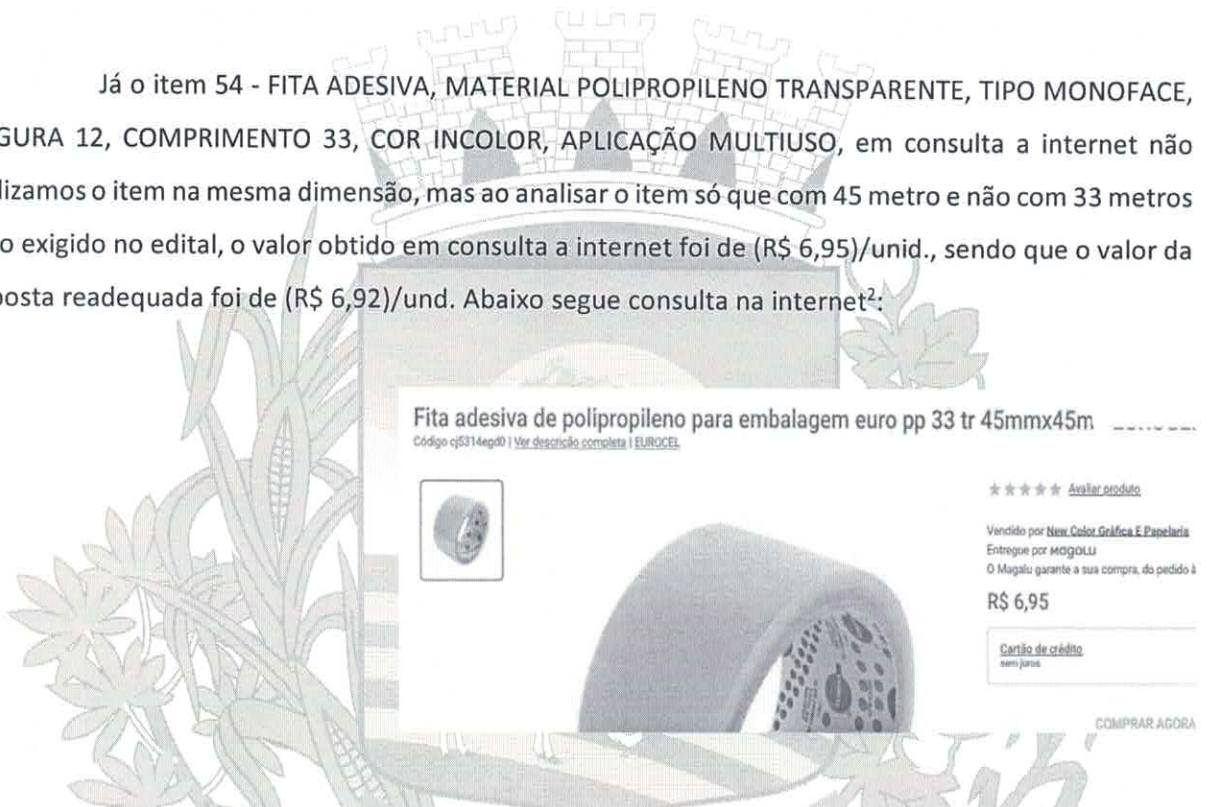 Já o item 54 - FITA ADESIVA, MATERIAL POLIPROPILENO TRANSPARENTE, TIPO MONOFACE,
GURA 12, COMPRIMENTO 33, COR INCOLOR, APLICAÇÃO MULTIUSO, em consulta a internet não
lizamos o item na mesma dimensão, mas ao analisar o item só que com 45 metro e não com 33 metros
o exigido no edital, o valor obtido em consulta a internet foi de (R$ 6,95)/unid., sendo que o valor da
posta readequada foi de (R$ 6,92)/und. Abaixo segue consulta na internet²:
Fita adesiva de polipropileno para embalagem euro pp 33 tr 45mmx45m
Código cj5314egd0 | Ver descrição completa | EUROCEL
Avaliar produto
Vendido por New Color Gráfica E Papelaria
Entregue por MAGALU
O Magalu garante a sua compra, do pedido à
R$ 6,95
Cartão de crédito
sem juros
COMPRAR AGORA